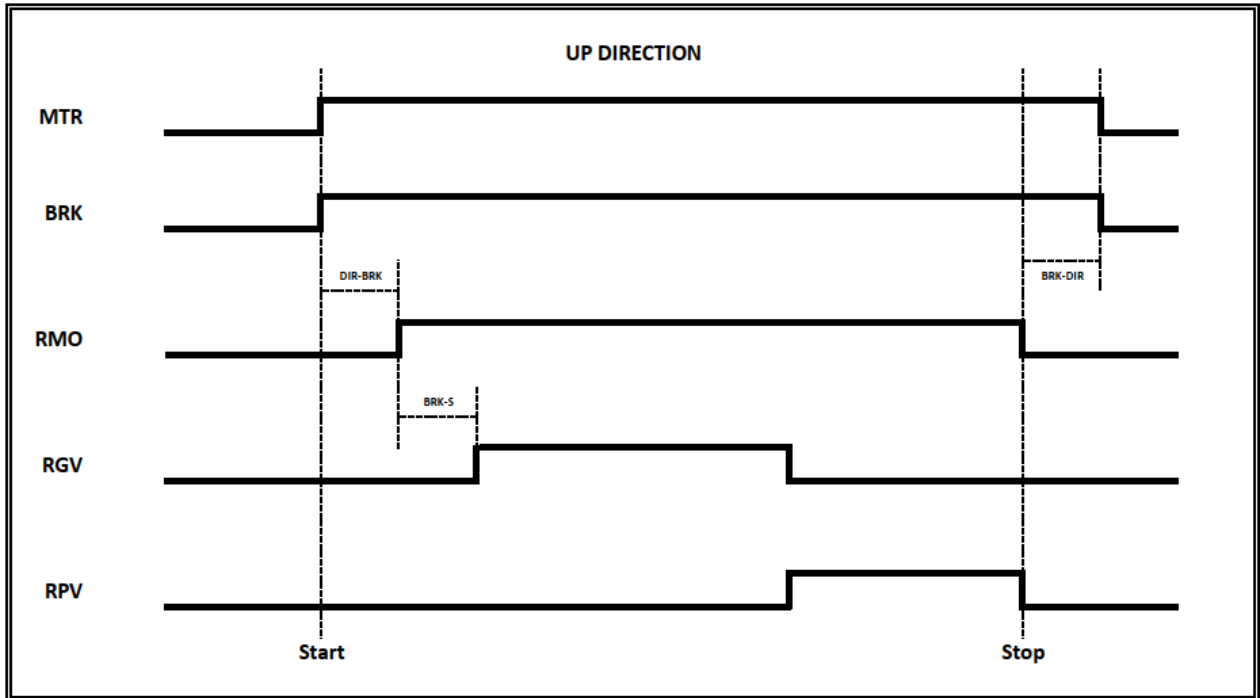 UP DIRECTION
MTR
BRK
DIR-BRK
BRK-DIR
RMO
BRK-S
RGV
RPV
Start
Stop